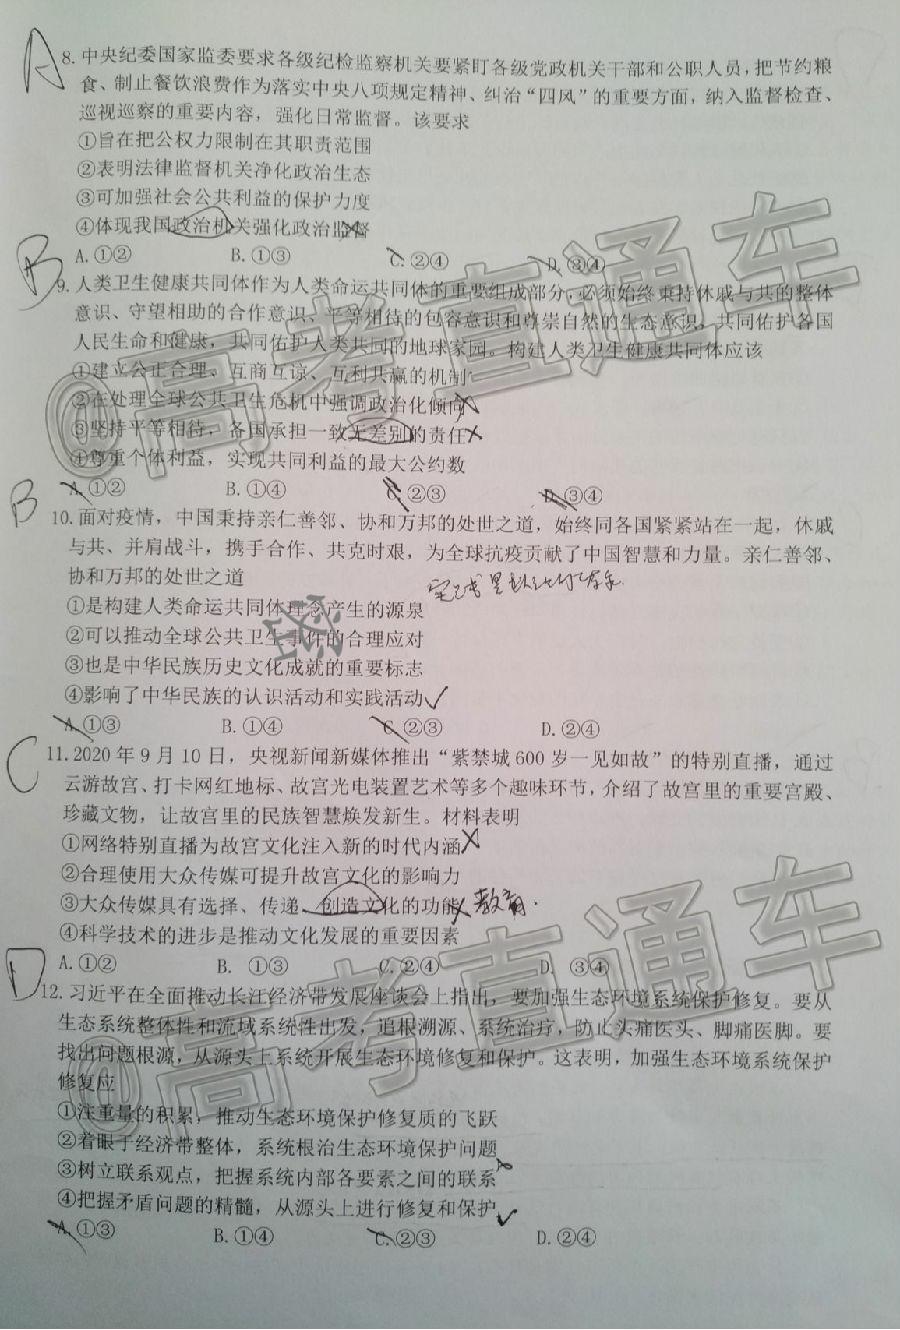 A
8. 中央纪委国家监委要求各级纪检监察机关要紧盯各级党政机关干部和公职人员，把节约粮
食、制止餐饮浪费作为落实中央八项规定精神、纠治“四风”的重要方面，纳入监督检查、
巡视巡察的重要内容，强化日常监督。该要求
①旨在把公权力限制在其职责范围
②表明法律监督机关净化政治生态
③可加强社会公共利益的保护力度
④体现我国政治机关强化政治监督
A. ①② B. ①③ C. ②④ D. ③④
B
9. 人类卫生健康共同体作为人类命运共同体的重要组成部分，必须始终秉持休戚与共的整体
意识、守望相助的合作意识、平等相待的包容意识和尊崇自然的生态意识，共同佑护各国
人民生命和健康，共同佑护人类共同的地球家园。构建人类卫生健康共同体应该
①建立公正合理、互商互谅、互利共赢的机制
②在处理全球公共卫生危机中强调政治化倾向
③坚持平等相待，各国承担一致无差别的责任
④尊重个体利益，实现共同利益的最大公约数
A. ①② B. ①④ C. ②③ D. ③④
B
10. 面对疫情，中国秉持亲仁善邻、协和万邦的处世之道，始终同各国紧紧站在一起，休戚
与共、并肩战斗，携手合作、共克时艰，为全球抗疫贡献了中国智慧和力量。亲仁善邻、
协和万邦的处世之道
①是构建人类命运共同体理念产生的源泉
②可以推动全球公共卫生事件的合理应对
③也是中华民族历史文化成就的重要标志
④影响了中华民族的认识活动和实践活动
A. ①③ B. ①④ C. ②③ D. ②④
C
11. 2020年9月10日，央视新闻新媒体推出“紫禁城600岁一见如故”的特别直播，通过
云游故宫、打卡网红地标、故宫光电装置艺术等多个趣味环节，介绍了故宫里的重要宫殿、
珍藏文物，让故宫里的民族智慧焕发新生。材料表明
①网络特别直播为故宫文化注入新的时代内涵
②合理使用大众传媒可提升故宫文化的影响力
③大众传媒具有选择、传递、创造文化的功能 教育.
④科学技术的进步是推动文化发展的重要因素
A. ①② B. ①③ C. ②④ D. ③④
D
12. 习近平在全面推动长江经济带发展座谈会上指出，要加强生态环境系统保护修复。要从
生态系统整体性和流域系统性出发，追根溯源、系统治疗，防止头痛医头、脚痛医脚。要
找出问题根源，从源头上系统开展生态环境修复和保护。这表明，加强生态环境系统保护
修复应
①注重量的积累，推动生态环境保护修复质的飞跃
②着眼于经济带整体，系统根治生态环境保护问题
③树立联系观点，把握系统内部各要素之间的联系
④把握矛盾问题的精髓，从源头上进行修复和保护
A. ①③ B. ①④ C. ②③ D. ②④
@高考直通车
@高考直通车